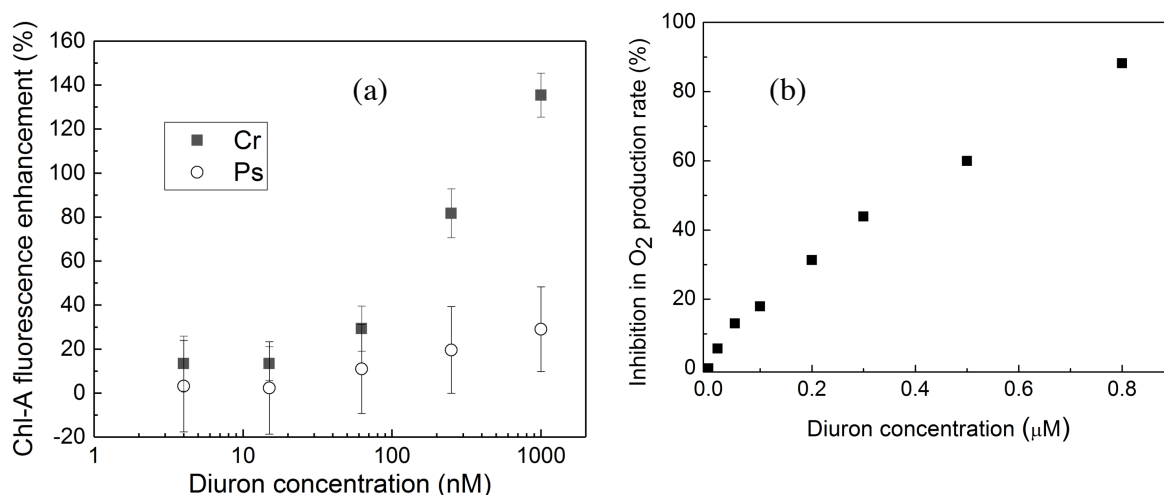 160
140
120
100
80
60
40
20
0
-20
Chl-A fluorescence enhancement (%)
(a)
Cr
Ps
1 10 100 1000
Diuron concentration (nM)
100
80
60
40
20
0
Inhibition in O2 production rate (%)
(b)
0.0 0.2 0.4 0.6 0.8
Diuron concentration (μM)